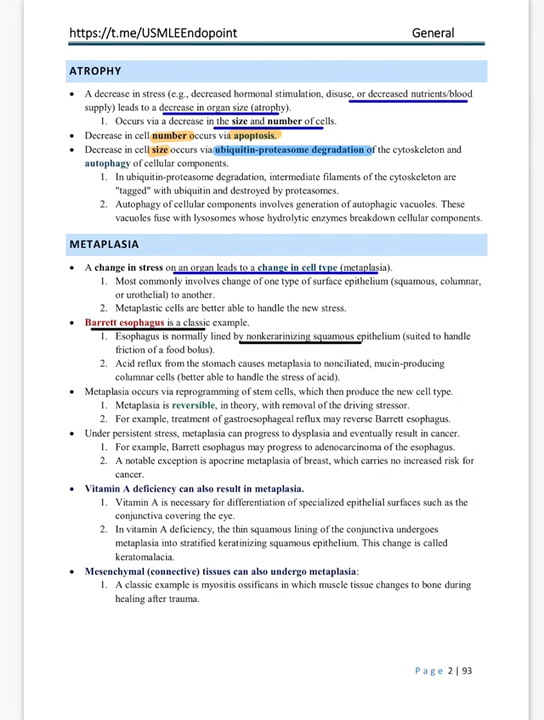 https://t.me/USMLEEndopoint General
ATROPHY
• A decrease in stress (e.g., decreased hormonal stimulation, disuse, or decreased nutrients/blood
supply) leads to a decrease in organ size (atrophy).
1. Occurs via a decrease in the size and number of cells.
• Decrease in cell number occurs via apoptosis.
• Decrease in cell size occurs via ubiquitin-proteasome degradation of the cytoskeleton and
autophagy of cellular components.
1. In ubiquitin-proteasome degradation, intermediate filaments of the cytoskeleton are
"tagged" with ubiquitin and destroyed by proteasomes.
2. Autophagy of cellular components involves generation of autophagic vacuoles. These
vacuoles fuse with lysosomes whose hydrolytic enzymes breakdown cellular components.
METAPLASIA
• A change in stress on an organ leads to a change in cell type (metaplasia).
1. Most commonly involves change of one type of surface epithelium (squamous, columnar,
or urothelial) to another.
2. Metaplastic cells are better able to handle the new stress.
• Barrett esophagus is a classic example.
1. Esophagus is normally lined by nonkerarinizing squamous epithelium (suited to handle
friction of a food bolus).
2. Acid reflux from the stomach causes metaplasia to nonciliated, mucin-producing
columnar cells (better able to handle the stress of acid).
• Metaplasia occurs via reprogramming of stem cells, which then produce the new cell type.
1. Metaplasia is reversible, in theory, with removal of the driving stressor.
2. For example, treatment of gastroesophageal reflux may reverse Barrett esophagus.
• Under persistent stress, metaplasia can progress to dysplasia and eventually result in cancer.
1. For example, Barrett esophagus may progress to adenocarcinoma of the esophagus.
2. A notable exception is apocrine metaplasia of breast, which carries no increased risk for
cancer.
• Vitamin A deficiency can also result in metaplasia.
1. Vitamin A is necessary for differentiation of specialized epithelial surfaces such as the
conjunctiva covering the eye.
2. In vitamin A deficiency, the thin squamous lining of the conjunctiva undergoes
metaplasia into stratified keratinizing squamous epithelium. This change is called
keratomalacia.
• Mesenchymal (connective) tissues can also undergo metaplasia:
1. A classic example is myositis ossificans in which muscle tissue changes to bone during
healing after trauma.
Page 2 | 93